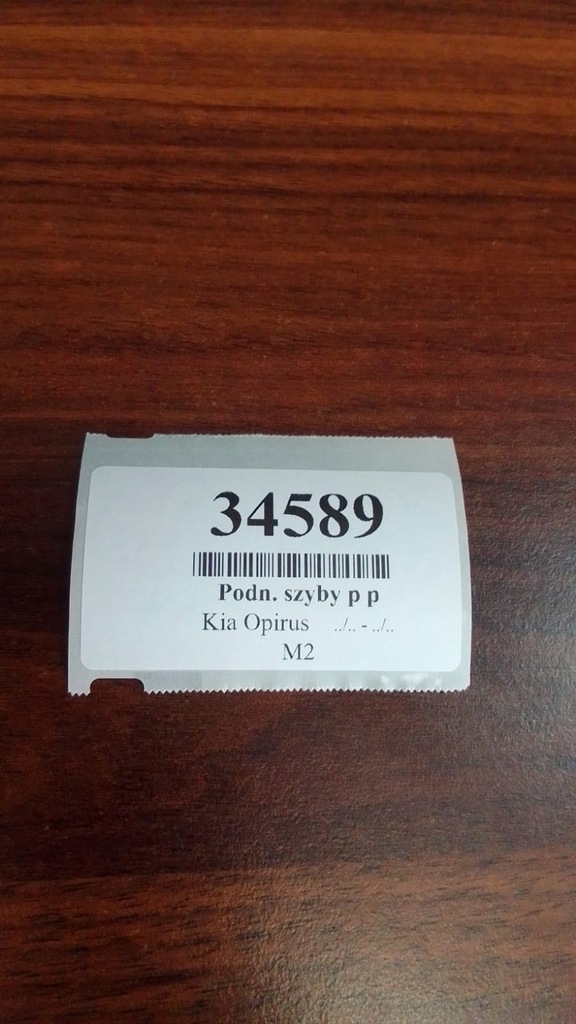 34589
Podn. szyby p p
Kia Opirus ../.. - ../..
M2